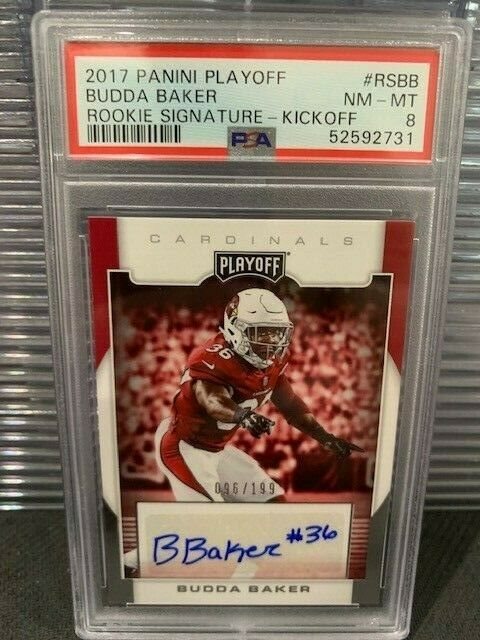 2017 PANINI PLAYOFF #RSBB
BUDDA BAKER NM - MT
ROOKIE SIGNATURE - KICKOFF 8
PSA 52592731
CARDINALS
PLAYOFF
36
096/199
B Baker #36
BUDDA BAKER